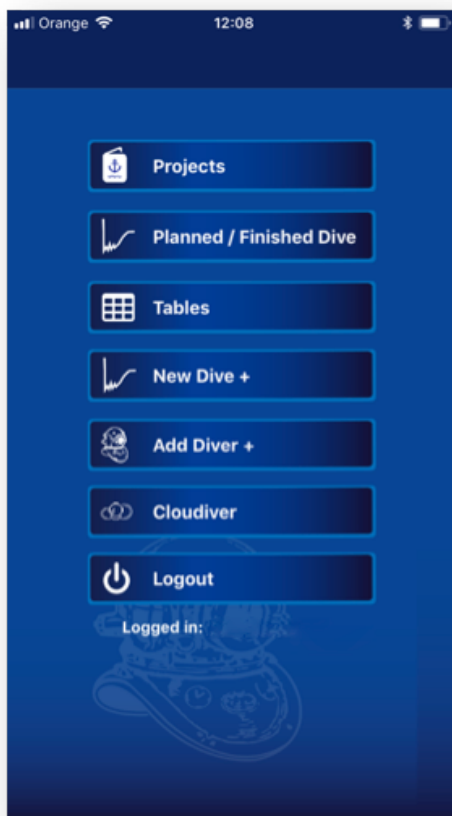 Orange 12:08
Projects
Planned / Finished Dive
Tables
New Dive +
Add Diver +
Cloudiver
Logout
Logged in: